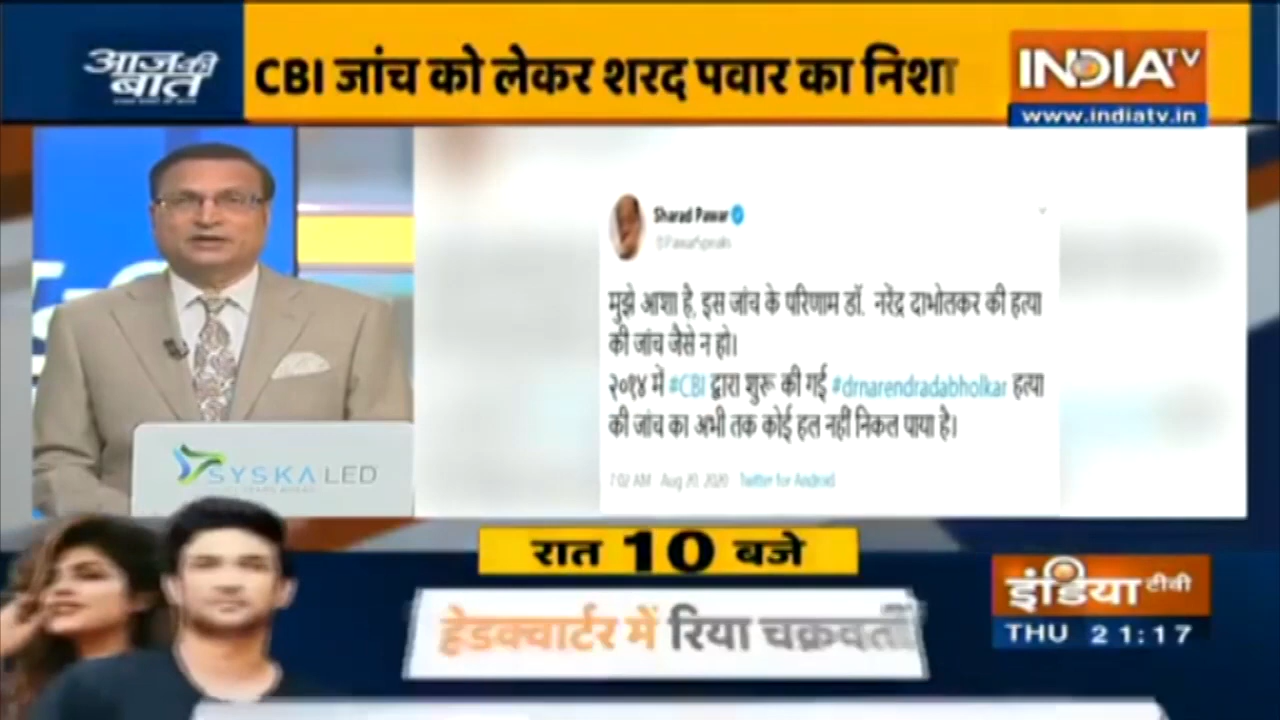 आज की
बात
CBI जांच को लेकर शरद पवार का निशा
INDIA TV
www.indiatv.in
Sharad Pawar
@PawarSpeaks
मुझे आशा है, इस जांच के परिणाम डॉ. नरेंद्र दाभोलकर की हत्या
की जांच जैसे न हो।
२०१४ में #CBI द्वारा शुरू की गई #drnarendradabholkar हत्या
की जांच का अभी तक कोई हल नहीं निकल पाया है।
7:02 AM Aug 20, 2020 Twitter for Android
SYSKA LED
रात 10 बजे
हेडक्वार्टर में रिया चक्रवर्ती
इंडिया टीवी
THU 21:17